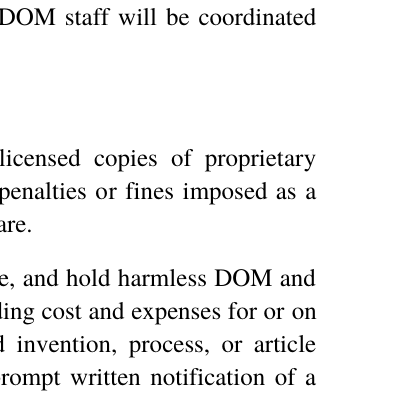 DOM staff will be coordinated
licensed copies of proprietary
penalties or fines imposed as a
are.
e, and hold harmless DOM and
ding cost and expenses for or on
d invention, process, or article
prompt written notification of a